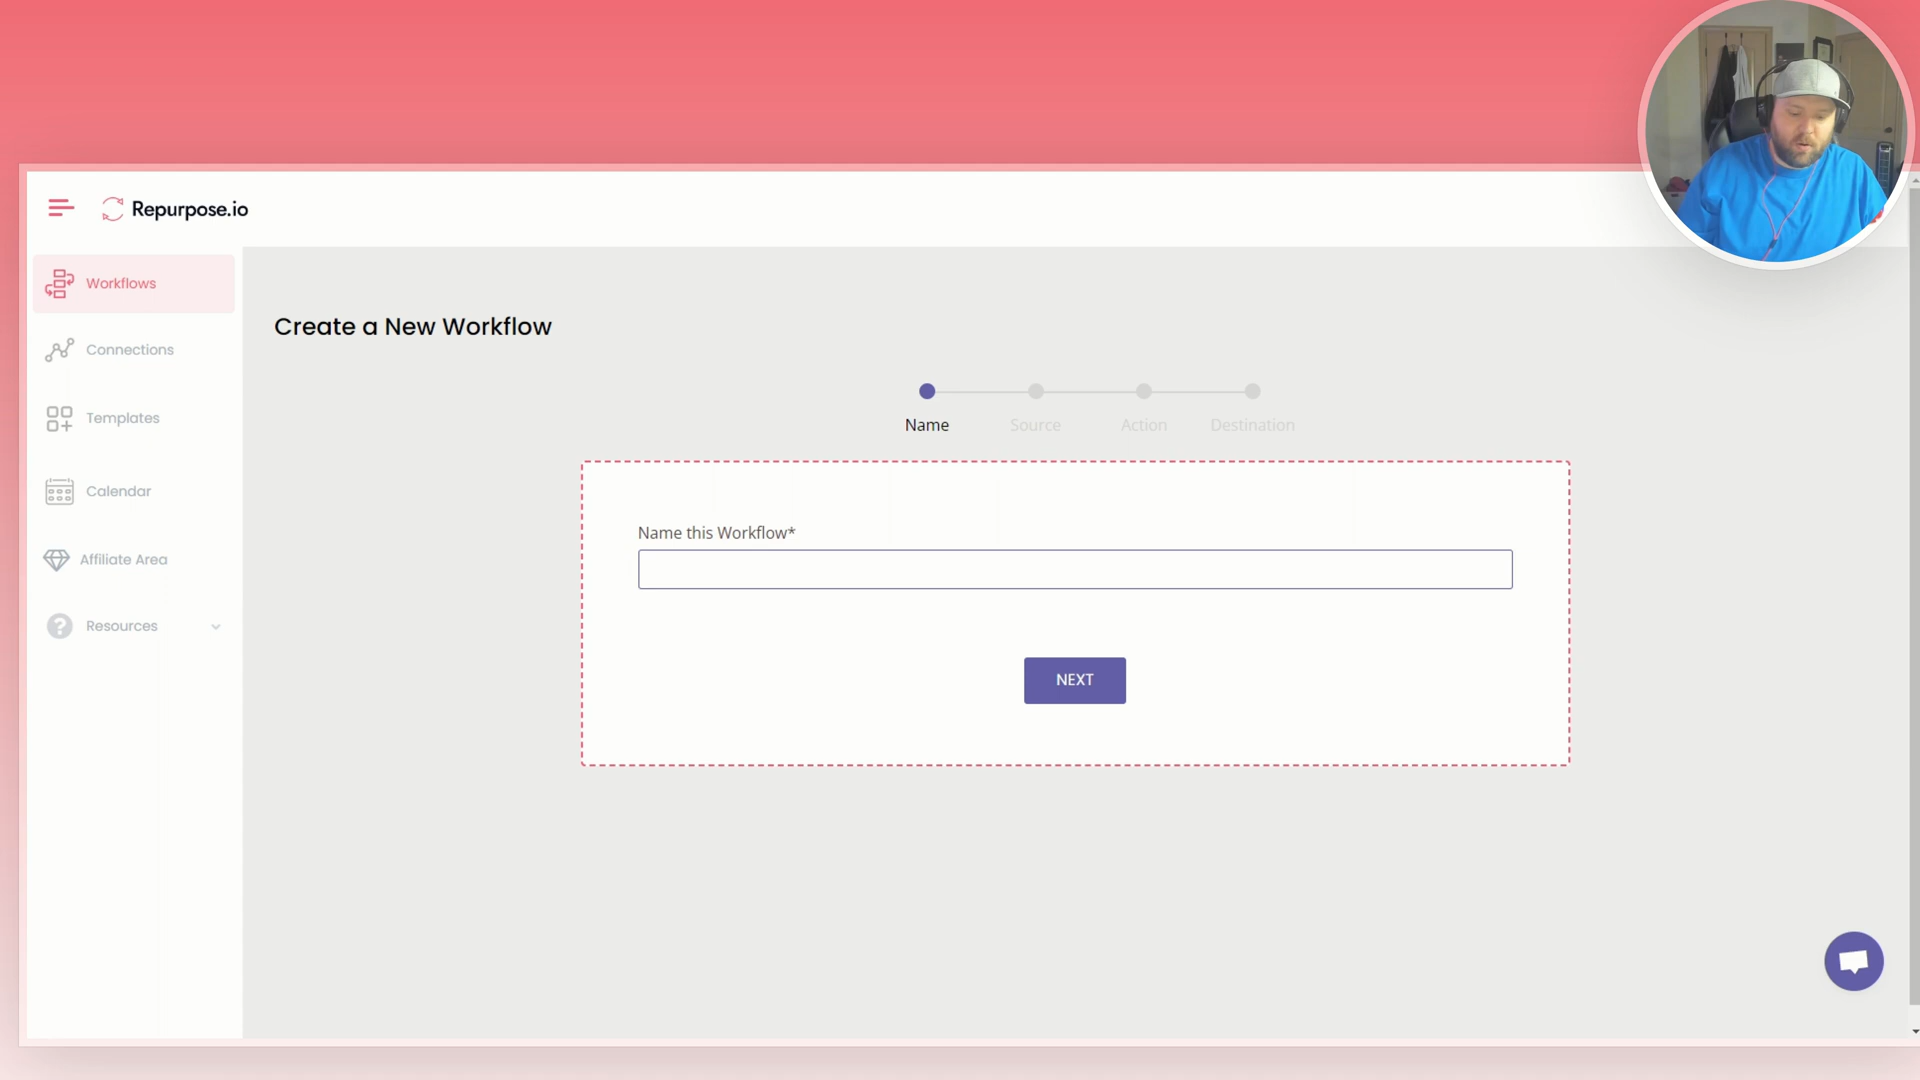 Repurpose.io
Workflows
Connections
Templates
Calendar
Affiliate Area
Resources
Create a New Workflow
Name
Source
Action
Destination
Name this Workflow*
NEXT